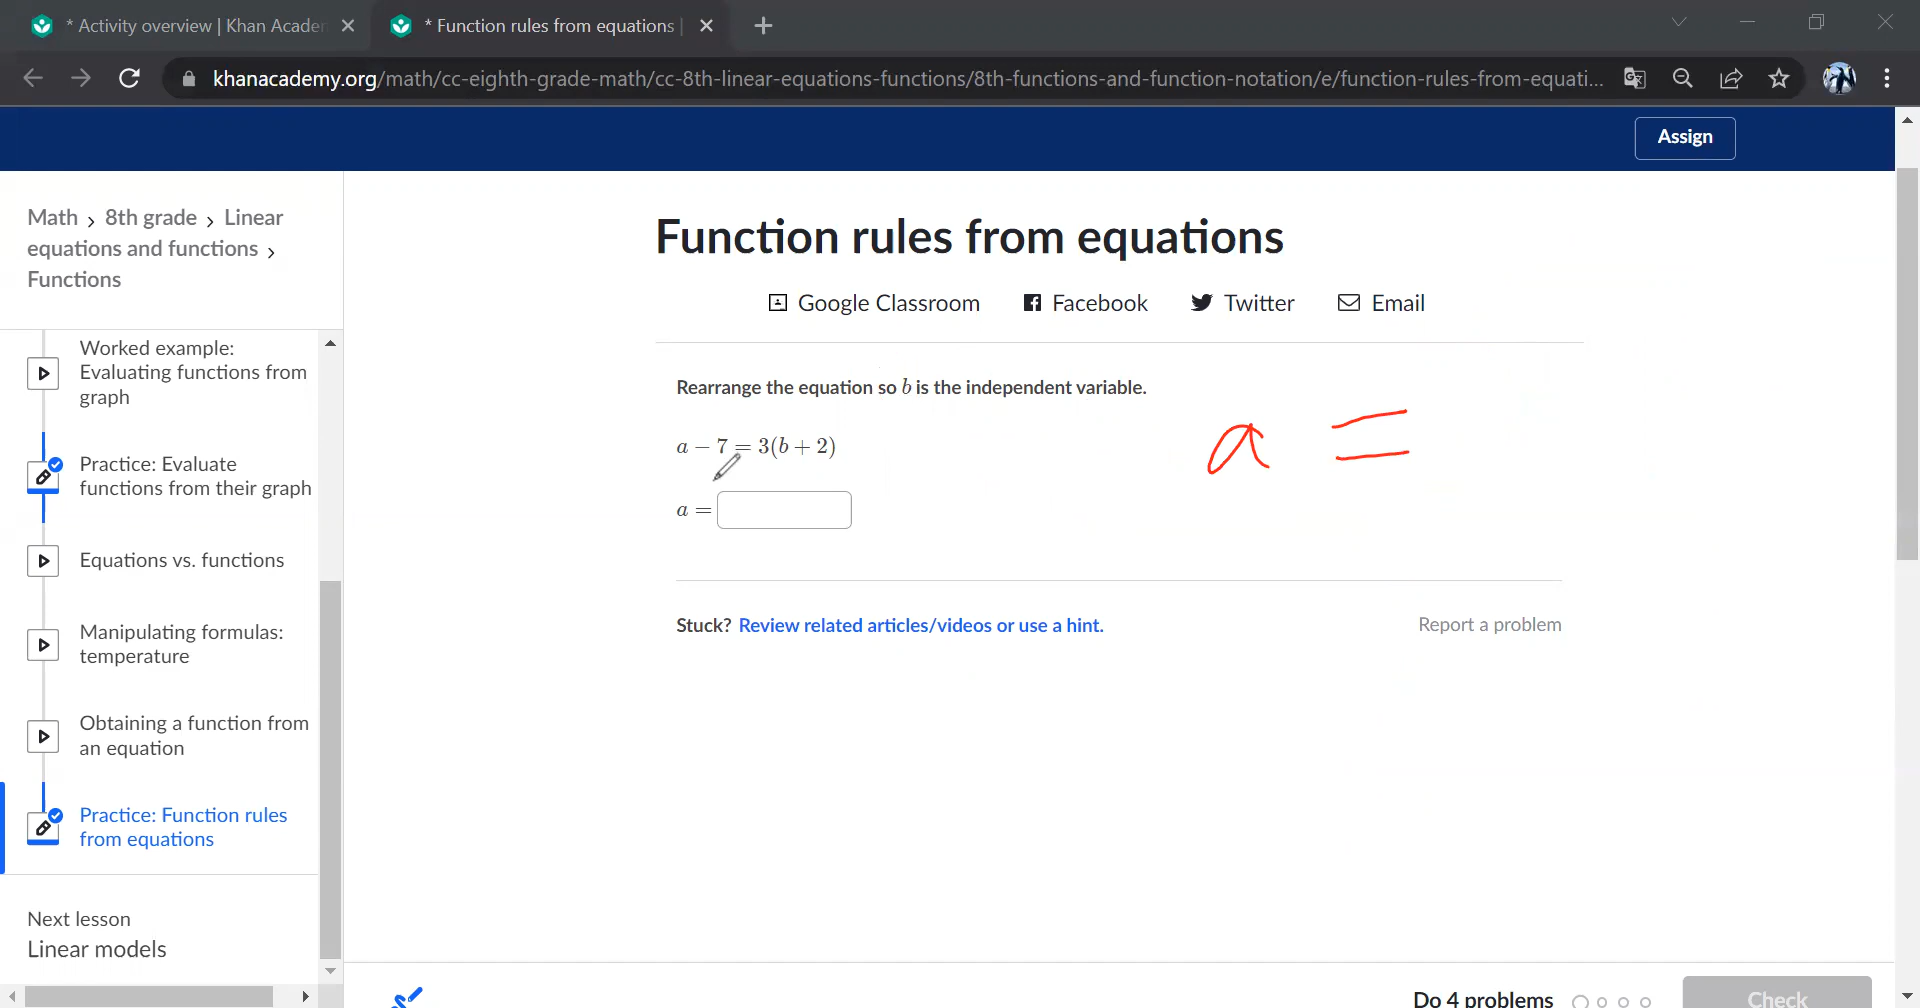 * Activity overview | Khan Acader
* Function rules from equations |
khanacademy.org/math/cc-eighth-grade-math/cc-8th-linear-equations-functions/8th-functions-and-function-notation/e/function-rules-from-equati...
Assign
Math > 8th grade > Linear
equations and functions >
Functions
Worked example:
Evaluating functions from
graph
Practice: Evaluate
functions from their graph
Equations vs. functions
Manipulating formulas:
temperature
Obtaining a function from
an equation
Practice: Function rules
from equations
Next lesson
Linear models
Function rules from equations
Google Classroom Facebook Twitter Email
Rearrange the equation so b is the independent variable.
a − 7 = 3(b + 2)
a =
a =
Stuck? Review related articles/videos or use a hint.
Report a problem
Do 4 problems
Check